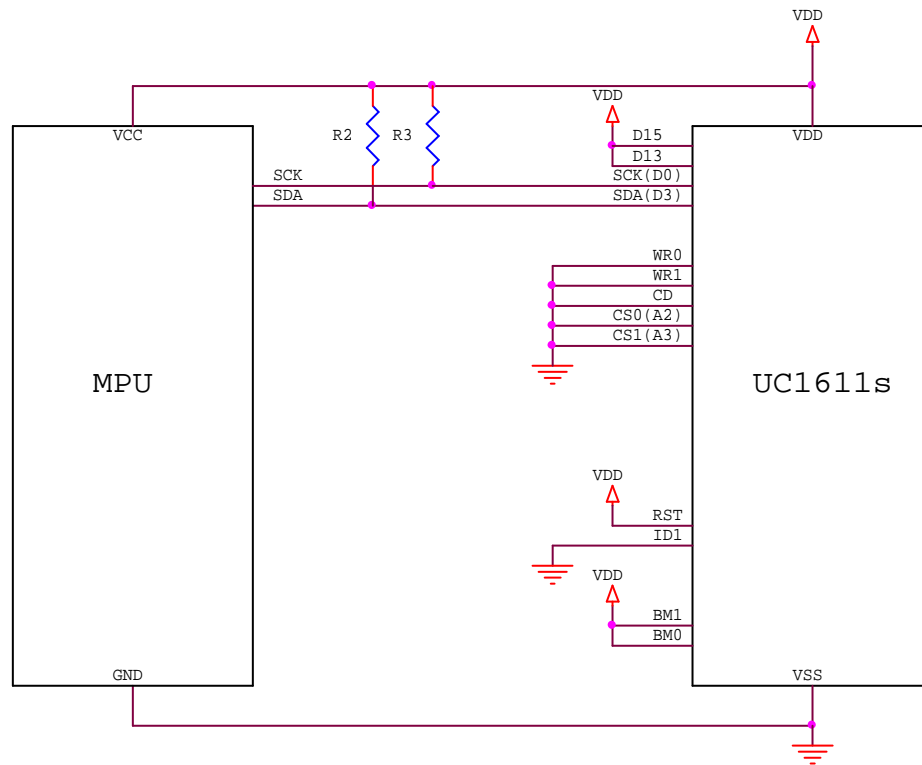 VDD
VDD
VCC
R2
R3
D15
VDD
D13
SCK
SCK(D0)
SDA
SDA(D3)
WR0
WR1
CD
CS0(A2)
CS1(A3)
MPU
UC1611s
VDD
RST
ID1
VDD
BM1
BM0
GND
VSS